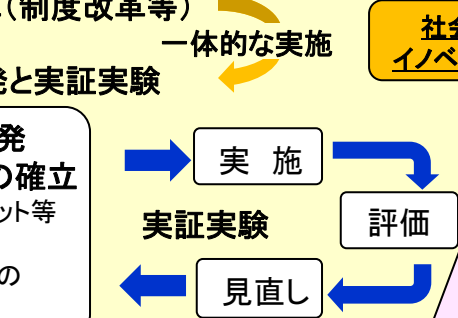 (制度改革等)
一体的な実施
社会
イノベ
発と実証実験
発
の確立
ット等
の
実 施
実証実験
評価
見直し